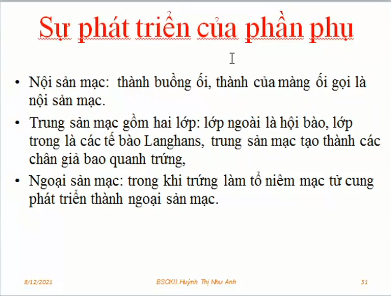 Sự phát triển của phần phụ
• Nội sản mạc: thành buồng ối, thành của màng ối gọi là
nội sản mạc.
• Trung sản mạc gồm hai lớp: lớp ngoài là hội bào, lớp
trong là các tế bào Langhans, trung sản mạc tạo thành các
chân giả bao quanh trứng,
• Ngoại sản mạc: trong khi trứng làm tổ niêm mạc tử cung
phát triển thành ngoại sản mạc.
8/12/2021 BSCKII.Huỳnh Thị Như Anh 31